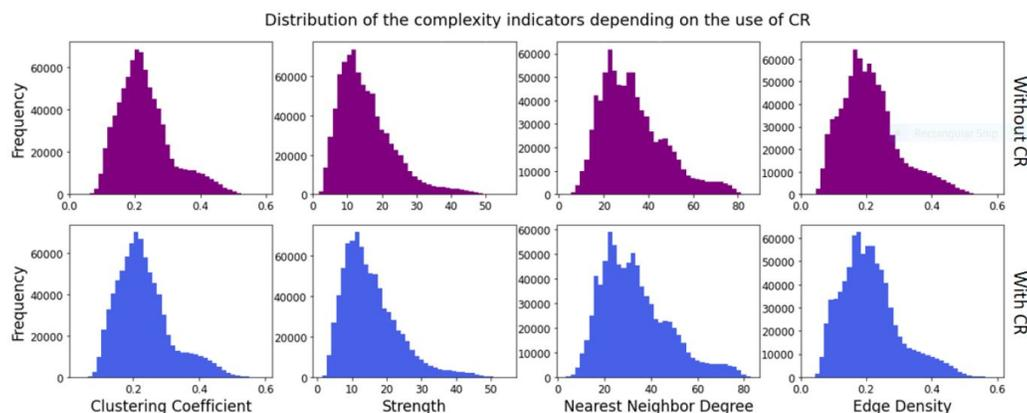 Distribution of the complexity indicators depending on the use of CR
Frequency
60000
40000
20000
0
0.0 0.2 0.4 0.6
60000
40000
20000
0
0 10 20 30 40 50
60000
50000
40000
30000
20000
10000
0
0 20 40 60 80
60000
50000
40000
30000
20000
10000
0
0.0 0.2 0.4 0.6
Without CR
Rectangular Snip
Frequency
60000
40000
20000
0
0.2 0.4 0.6
Clustering Coefficient
60000
40000
20000
0
0 10 20 30 40 50
Strength
60000
50000
40000
30000
20000
10000
0
0 20 40 60 80
Nearest Neighbor Degree
60000
50000
40000
30000
20000
10000
0
0.0 0.2 0.4 0.6
Edge Density
With CR